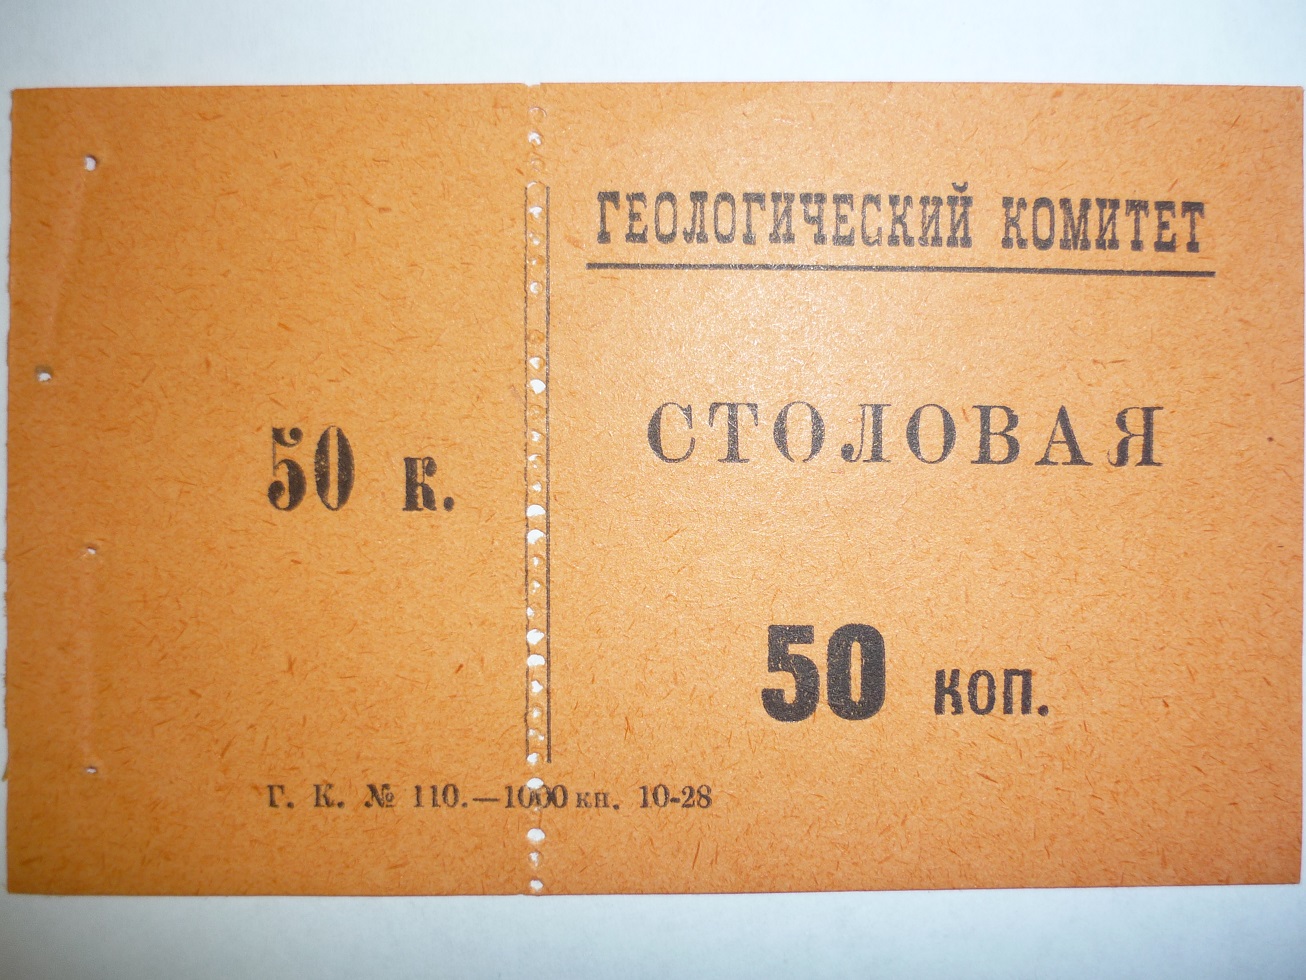 ГЕОЛОГИЧЕСКИЙ КОМИТЕТ
СТОЛОВАЯ
50 к.
50 коп.
Г. К. № 110.—1000 кн. 10-28